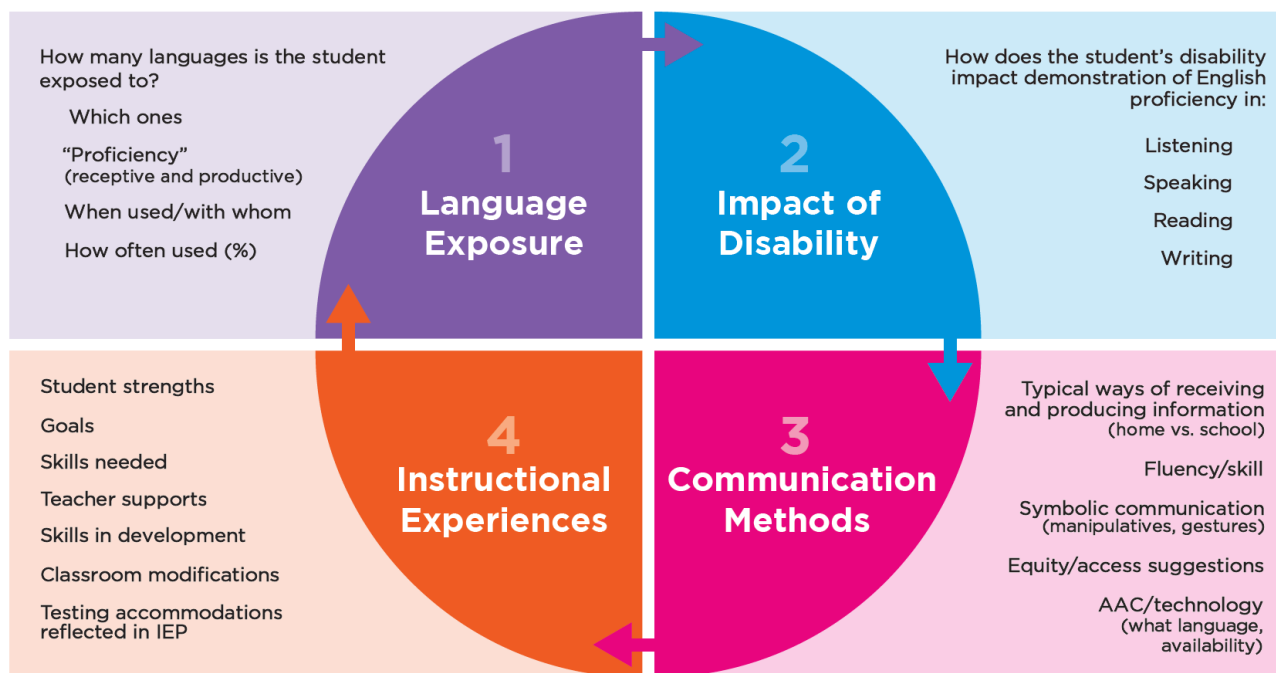 How many languages is the student
exposed to?
Which ones
“Proficiency”
(receptive and productive)
When used/with whom
How often used (%)
1
Language
Exposure
2
Impact of
Disability
How does the student’s disability
impact demonstration of English
proficiency in:
Listening
Speaking
Reading
Writing
3
Communication
Methods
Typical ways of receiving
and producing information
(home vs. school)
Fluency/skill
Symbolic communication
(manipulatives, gestures)
Equity/access suggestions
AAC/technology
(what language,
availability)
4
Instructional
Experiences
Student strengths
Goals
Skills needed
Teacher supports
Skills in development
Classroom modifications
Testing accommodations
reflected in IEP